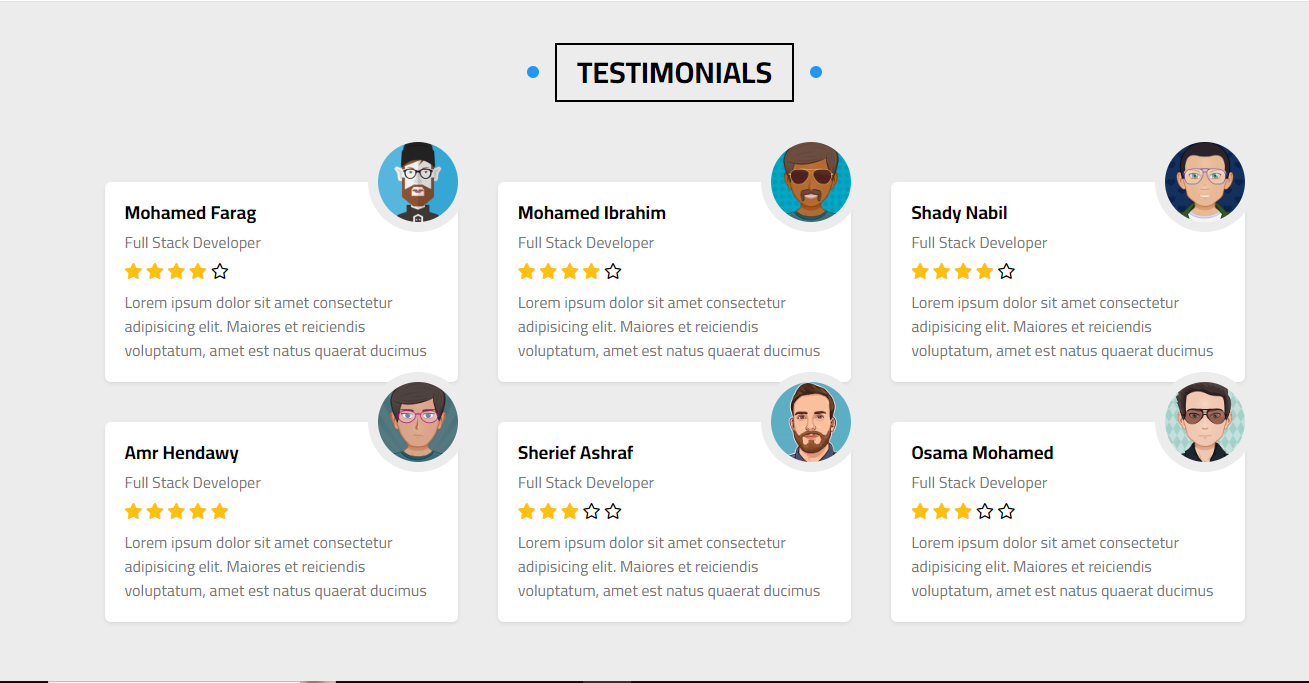 TESTIMONIALS
Mohamed Farag
Full Stack Developer
Lorem ipsum dolor sit amet consectetur
adipisicing elit. Maiores et reiciendis
voluptatum, amet est natus quaerat ducimus
Mohamed Ibrahim
Full Stack Developer
Lorem ipsum dolor sit amet consectetur
adipisicing elit. Maiores et reiciendis
voluptatum, amet est natus quaerat ducimus
Shady Nabil
Full Stack Developer
Lorem ipsum dolor sit amet consectetur
adipisicing elit. Maiores et reiciendis
voluptatum, amet est natus quaerat ducimus
Amr Hendawy
Full Stack Developer
Lorem ipsum dolor sit amet consectetur
adipisicing elit. Maiores et reiciendis
voluptatum, amet est natus quaerat ducimus
Sherief Ashraf
Full Stack Developer
Lorem ipsum dolor sit amet consectetur
adipisicing elit. Maiores et reiciendis
voluptatum, amet est natus quaerat ducimus
Osama Mohamed
Full Stack Developer
Lorem ipsum dolor sit amet consectetur
adipisicing elit. Maiores et reiciendis
voluptatum, amet est natus quaerat ducimus